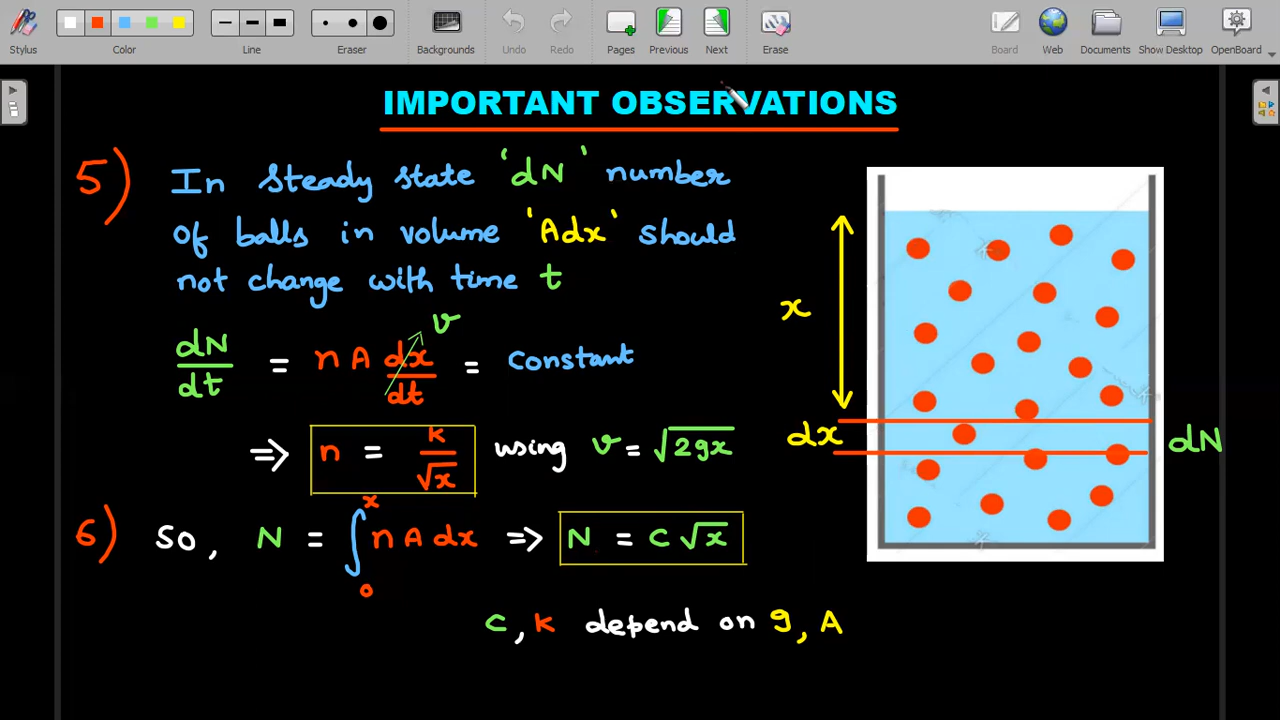 Stylus
Color
Line
Eraser
Backgrounds
Undo
Redo
Pages
Previous
Next
Erase
Board
Web
Documents
Show Desktop
OpenBoard
IMPORTANT OBSERVATIONS
5) In steady state 'dN' number
of balls in volume 'Adx' should
not change with time t
dN/dt = n A dx/dt = constant
v
⇒ n = k/√x using v = √2gx
6) So, N = ∫₀ˣ n A dx ⇒ N = C √x
C, k depend on g, A
x
dx
dN